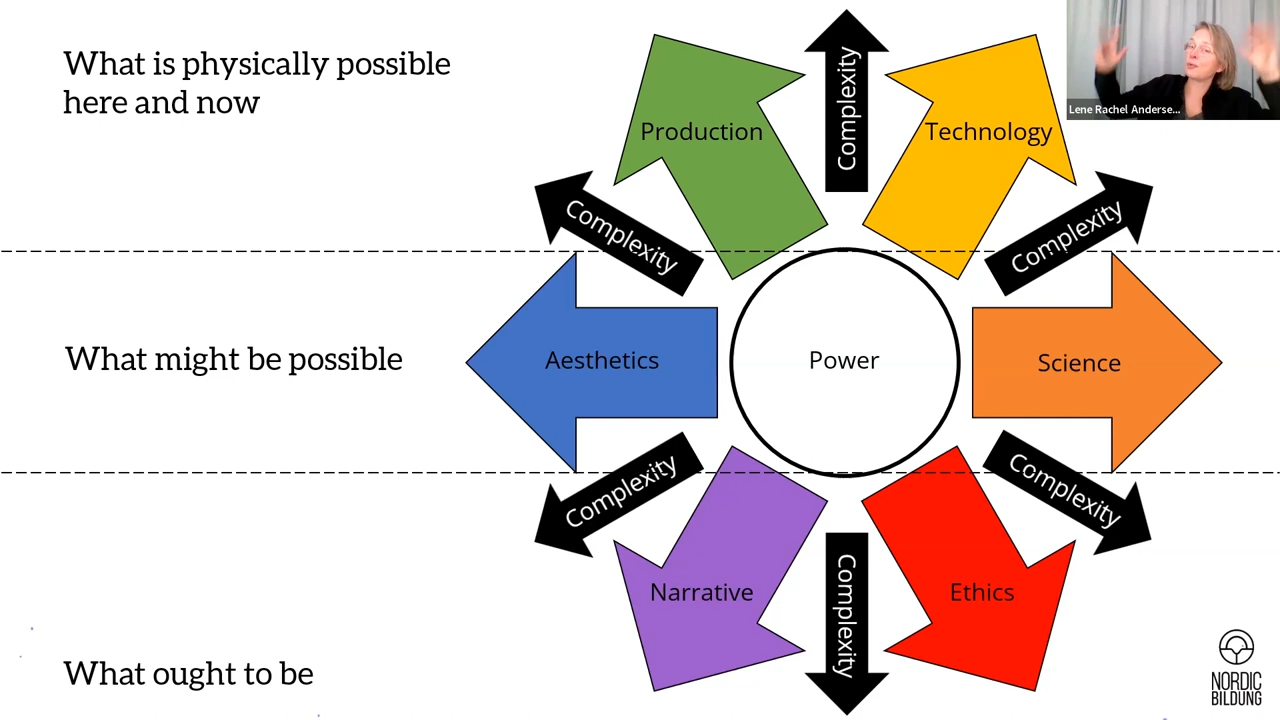 What is physically possible
here and now
Complexity
Production
Technology
Lene Rachel Anderse...
Complexity
Complexity
What might be possible
Aesthetics
Power
Science
Complexity
Complexity
Narrative
Complexity
Ethics
What ought to be
NORDIC
BILDUNG